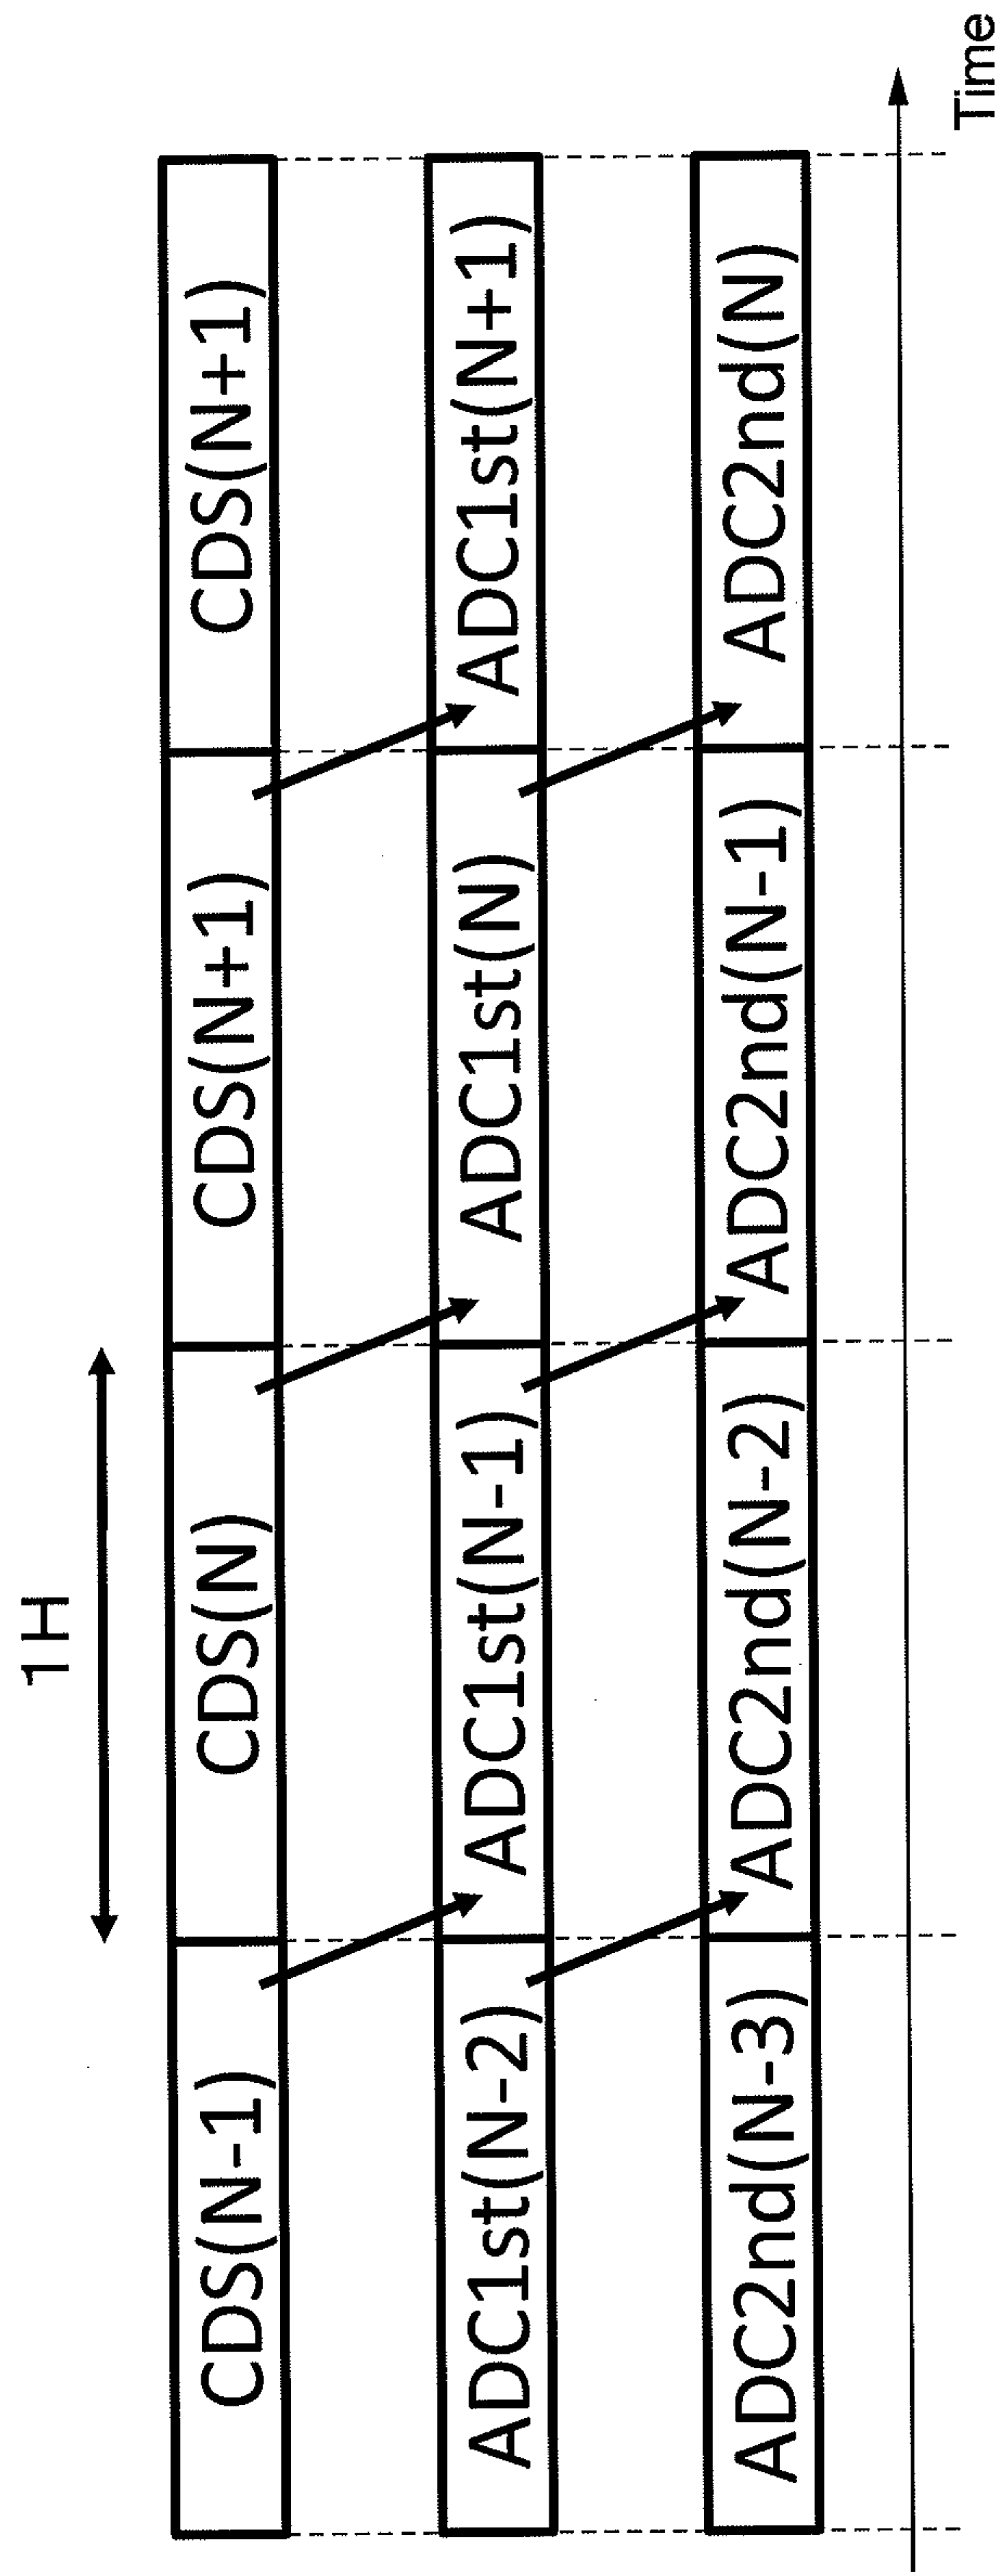 1H
CDS(N-1) CDS(N) CDS(N+1) CDS(N+1)
ADC1st(N-2) ADC1st(N-1) ADC1st(N) ADC1st(N+1)
ADC2nd(N-3) ADC2nd(N-2) ADC2nd(N-1) ADC2nd(N)
Time